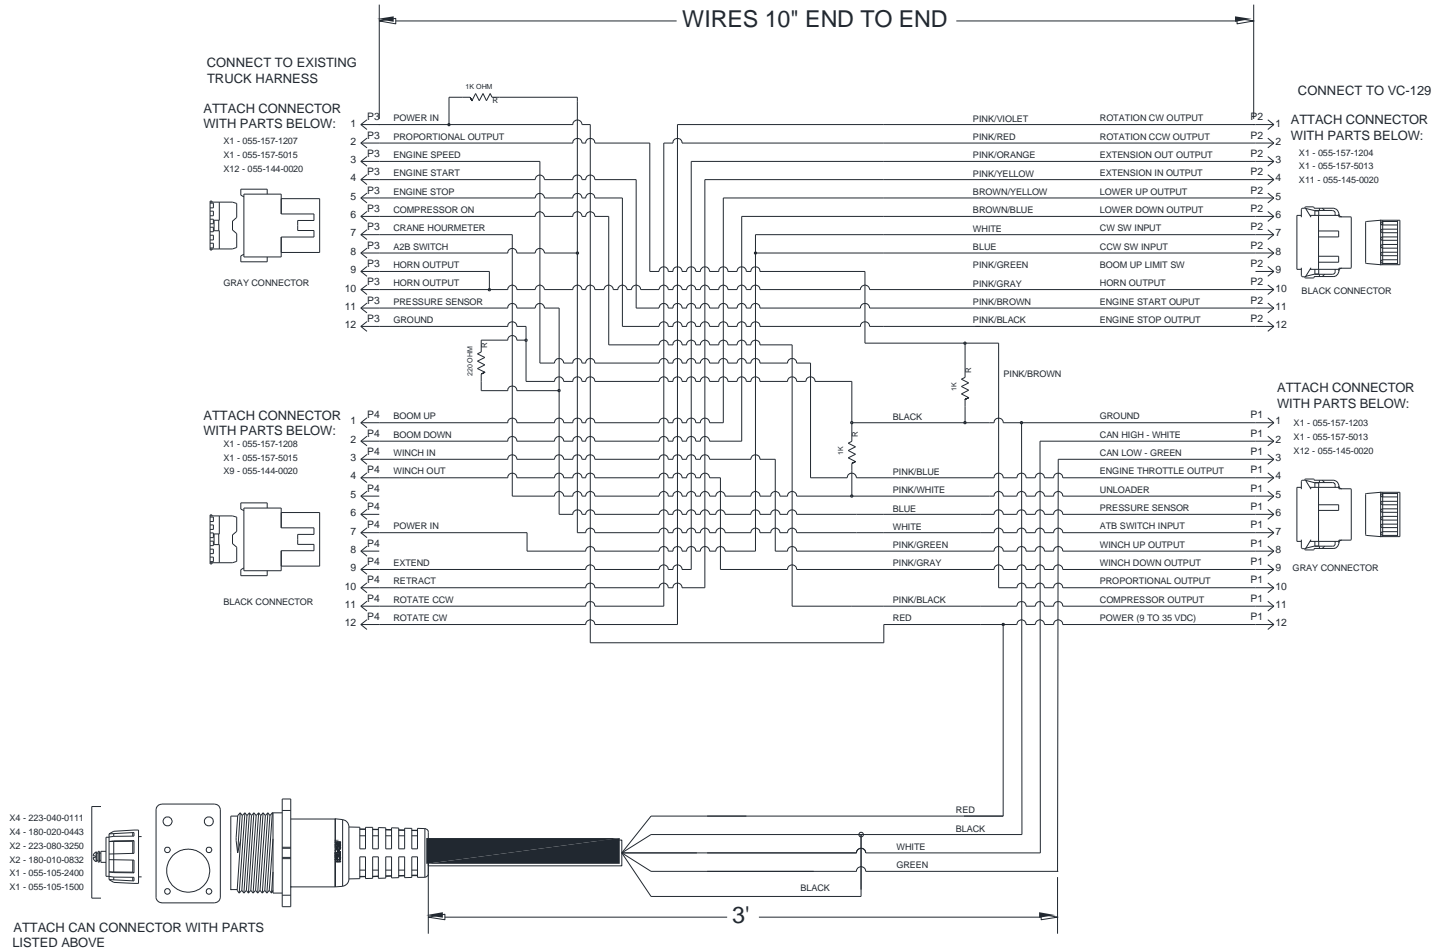 WIRES 10" END TO END
CONNECT TO EXISTING
TRUCK HARNESS
ATTACH CONNECTOR
WITH PARTS BELOW:
X1 - 055-157-1207
X1 - 055-157-5015
X12 - 055-144-0020
GRAY CONNECTOR
1K OHM
R
1 P3 POWER IN
2 P3 PROPORTIONAL OUTPUT
3 P3 ENGINE SPEED
4 P3 ENGINE START
5 P3 ENGINE STOP
6 P3 COMPRESSOR ON
7 P3 CRANE HOURMETER
8 P3 A2B SWITCH
9 P3 HORN OUTPUT
10 P3 HORN OUTPUT
11 P3 PRESSURE SENSOR
12 P3 GROUND
220 OHM
R
CONNECT TO VC-129
ATTACH CONNECTOR
WITH PARTS BELOW:
X1 - 055-157-1204
X1 - 055-157-5013
X11 - 055-145-0020
BLACK CONNECTOR
PINK/VIOLET ROTATION CW OUTPUT P2 1
PINK/RED ROTATION CCW OUTPUT P2 2
PINK/ORANGE EXTENSION OUT OUTPUT P2 3
PINK/YELLOW EXTENSION IN OUTPUT P2 4
BROWN/YELLOW LOWER UP OUTPUT P2 5
BROWN/BLUE LOWER DOWN OUTPUT P2 6
WHITE CW SW INPUT P2 7
BLUE CCW SW INPUT P2 8
PINK/GREEN BOOM UP LIMIT SW P2 9
PINK/GRAY HORN OUTPUT P2 10
PINK/BROWN ENGINE START OUPUT P2 11
PINK/BLACK ENGINE STOP OUTPUT P2 12
1K
R
PINK/BROWN
1K
R
ATTACH CONNECTOR
WITH PARTS BELOW:
X1 - 055-157-1208
X1 - 055-157-5015
X9 - 055-144-0020
BLACK CONNECTOR
1 P4 BOOM UP
2 P4 BOOM DOWN
3 P4 WINCH IN
4 P4 WINCH OUT
5 P4
6 P4
7 P4 POWER IN
8 P4
9 P4 EXTEND
10 P4 RETRACT
11 P4 ROTATE CCW
12 P4 ROTATE CW
ATTACH CONNECTOR
WITH PARTS BELOW:
X1 - 055-157-1203
X1 - 055-157-5013
X12 - 055-145-0020
GRAY CONNECTOR
BLACK GROUND P1 1
CAN HIGH - WHITE P1 2
CAN LOW - GREEN P1 3
PINK/BLUE ENGINE THROTTLE OUTPUT P1 4
PINK/WHITE UNLOADER P1 5
BLUE PRESSURE SENSOR P1 6
WHITE ATB SWITCH INPUT P1 7
PINK/GREEN WINCH UP OUTPUT P1 8
PINK/GRAY WINCH DOWN OUTPUT P1 9
PROPORTIONAL OUTPUT P1 10
PINK/BLACK COMPRESSOR OUTPUT P1 11
RED POWER (9 TO 35 VDC) P1 12
RED
BLACK
WHITE
GREEN
BLACK
3'
X4 - 223-040-0111
X4 - 180-020-0443
X2 - 223-080-3250
X2 - 180-010-0832
X1 - 055-105-2400
X1 - 055-105-1500
ATTACH CAN CONNECTOR WITH PARTS
LISTED ABOVE